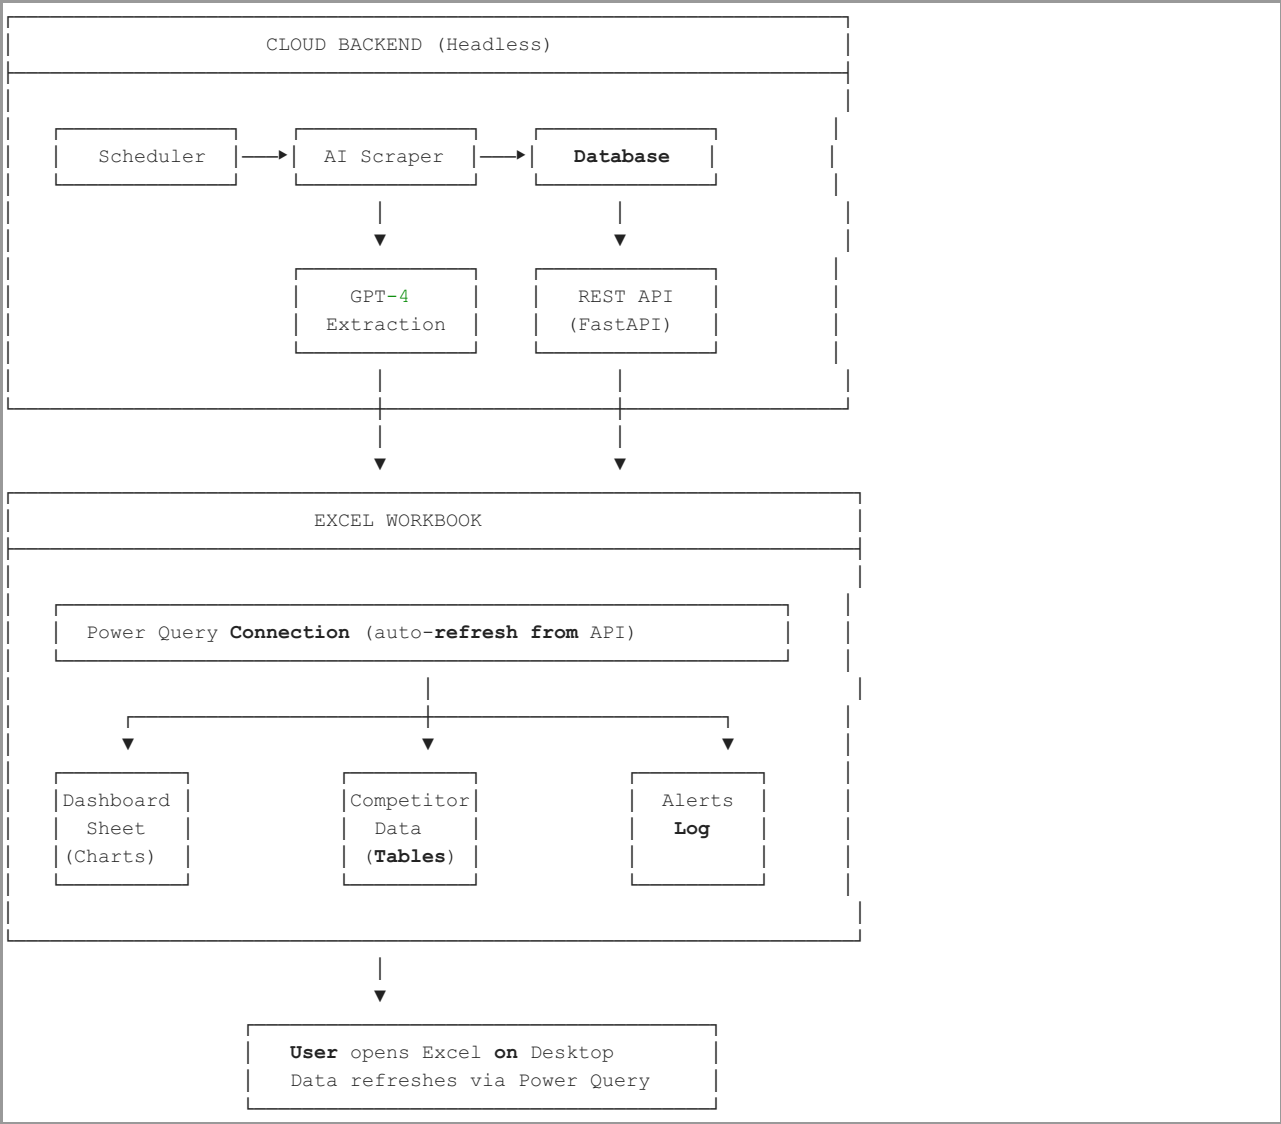 CLOUD BACKEND (Headless)
Scheduler AI Scraper Database
GPT-4 REST API
Extraction (FastAPI)
EXCEL WORKBOOK
Power Query Connection (auto-refresh from API)
Dashboard Competitor Alerts
Sheet Data Log
(Charts) (Tables)
User opens Excel on Desktop
Data refreshes via Power Query